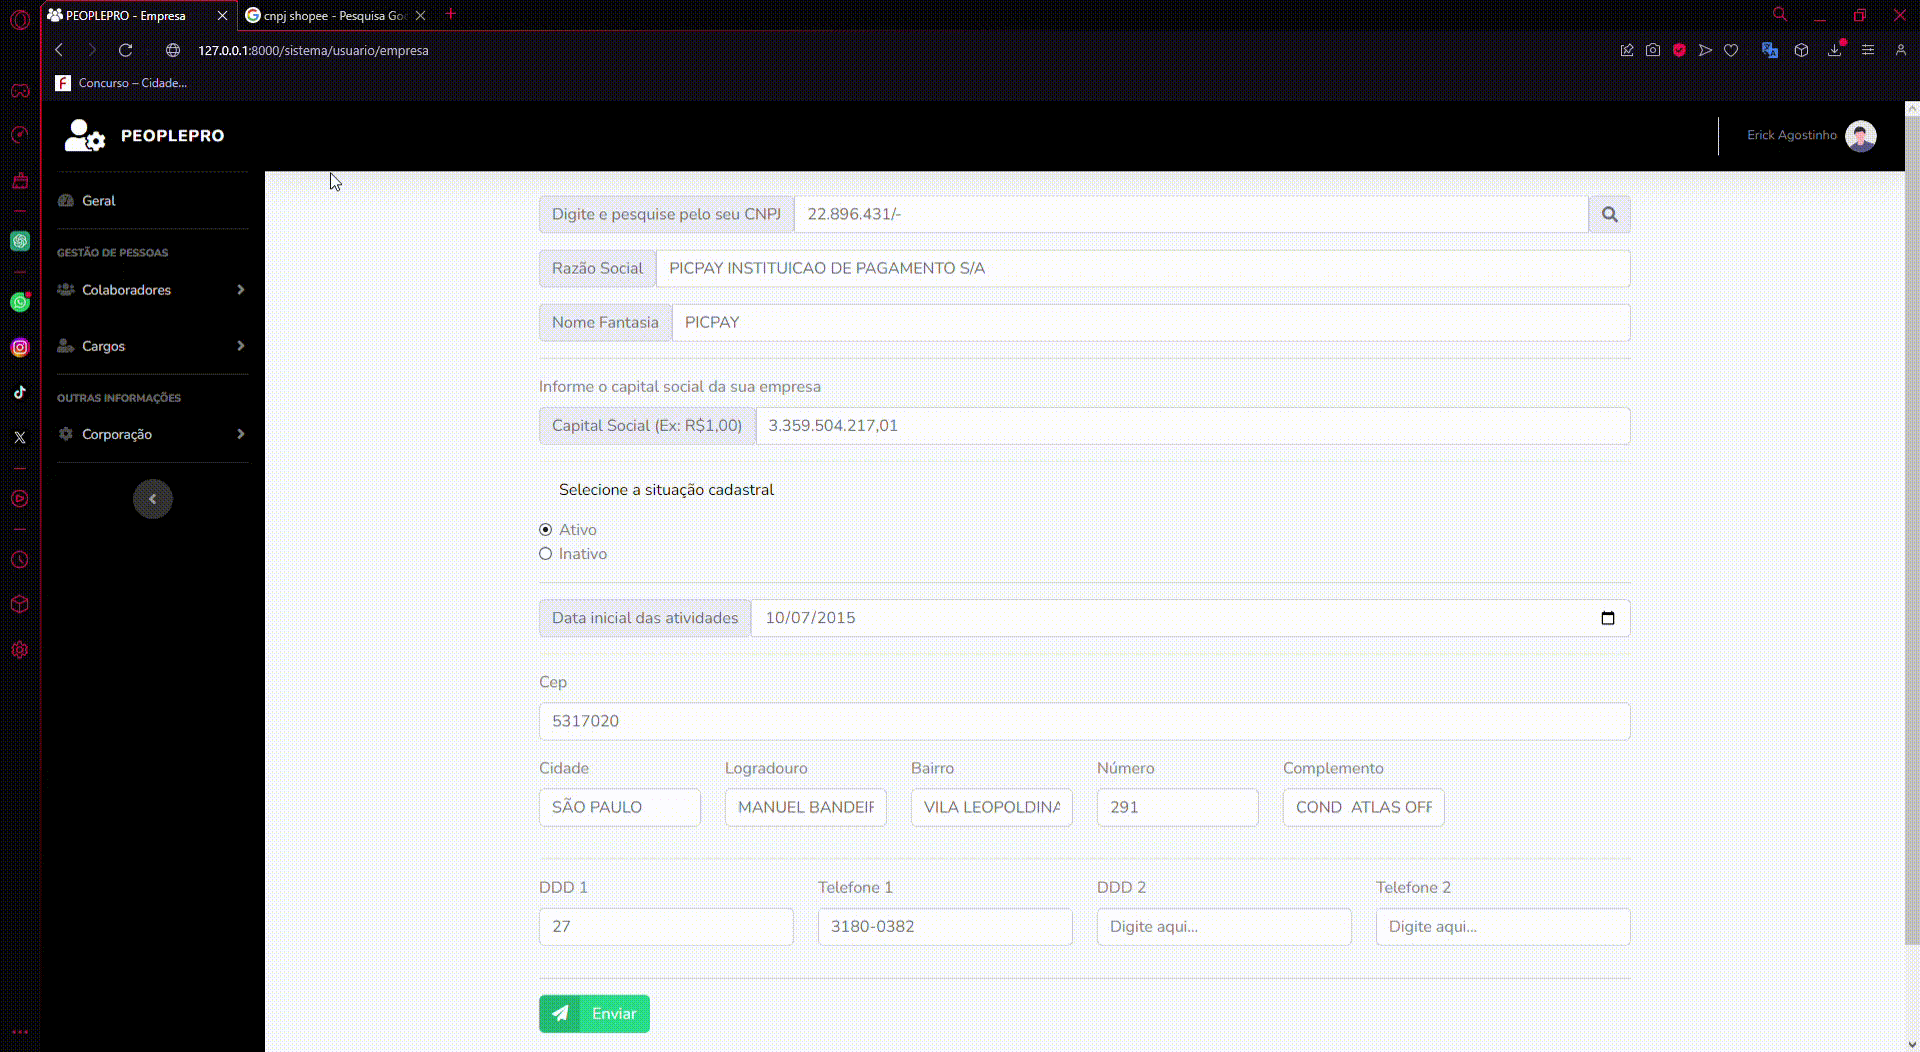 PEOPLEPRO - Empresa
cnpj shopee - Pesquisa Goo
127.0.0.1:8000/sistema/usuario/empresa
Concurso – Cidade...
PEOPLEPRO
Erick Agostinho
Geral
GESTÃO DE PESSOAS
Colaboradores
Cargos
OUTRAS INFORMAÇÕES
Corporação
Digite e pesquise pelo seu CNPJ 22.896.431/-
Razão Social PICPAY INSTITUICAO DE PAGAMENTO S/A
Nome Fantasia PICPAY
Informe o capital social da sua empresa
Capital Social (Ex: R$1,00) 3.359.504.217,01
Selecione a situação cadastral
Ativo
Inativo
Data inicial das atividades 10/07/2015
Cep
5317020
Cidade Logradouro Bairro Número Complemento
SÃO PAULO MANUEL BANDEIF VILA LEOPOLDINA 291 COND ATLAS OFF
DDD 1 Telefone 1 DDD 2 Telefone 2
27 3180-0382 Digite aqui... Digite aqui...
Enviar